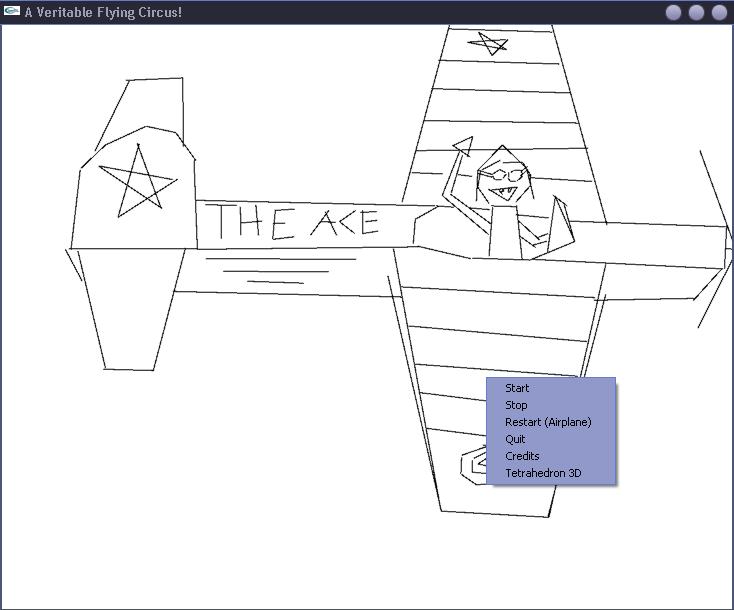 A Veritable Flying Circus!
THE ACE
Start
Stop
Restart (Airplane)
Quit
Credits
Tetrahedron 3D